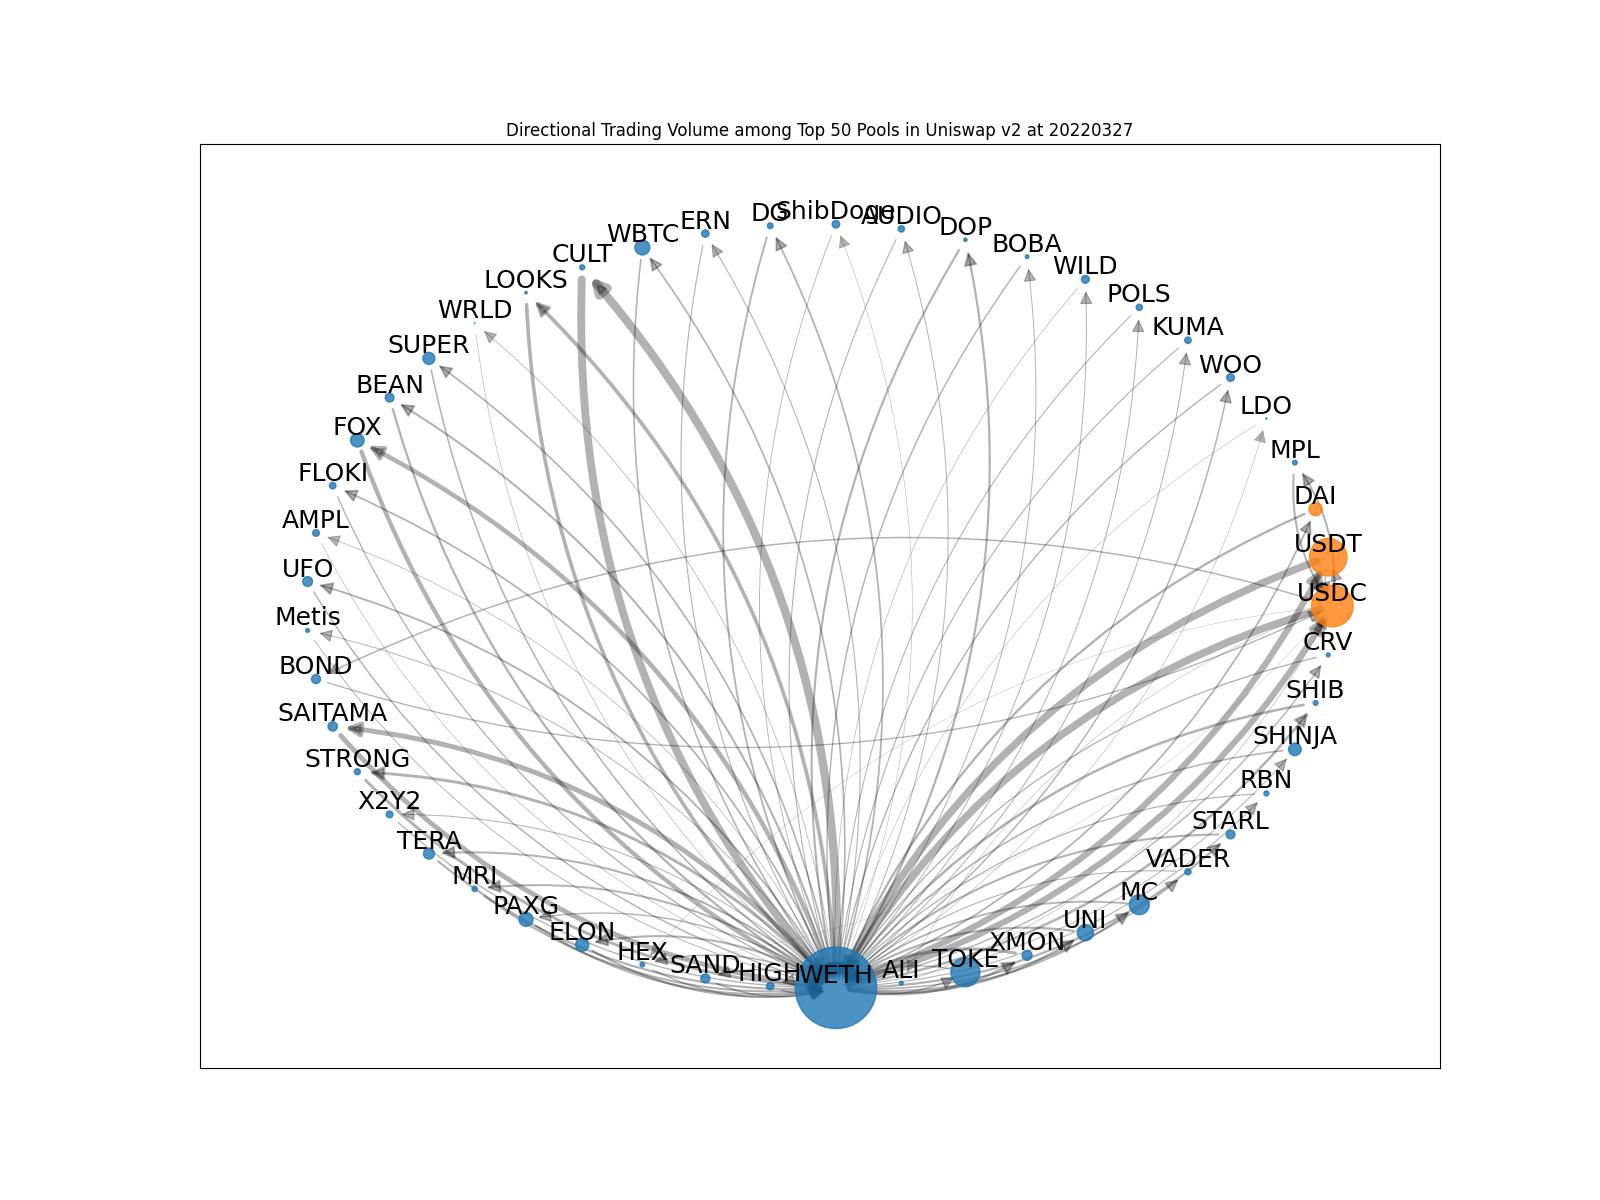 Directional Trading Volume among Top 50 Pools in Uniswap v2 at 20220327
ShibDoge
DG
AUDIO
ERN
DOP
WBTC
BOBA
CULT
WILD
LOOKS
POLS
WRLD
KUMA
SUPER
WOO
BEAN
LDO
FOX
MPL
FLOKI
DAI
AMPL
USDT
UFO
USDC
Metis
CRV
BOND
SHIB
SAITAMA
SHINJA
STRONG
RBN
X2Y2
STARL
TERA
VADER
MRI
MC
PAXG
UNI
ELON
XMON
HEX
TOKE
SAND
ALI
HIGH
WETH